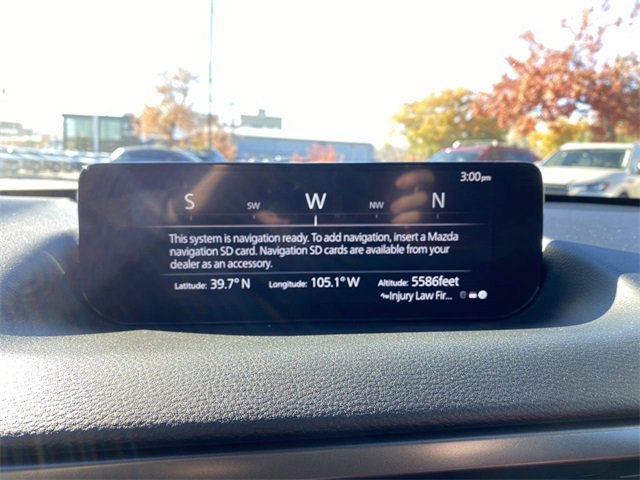 3:00pm
S SW W NW N
This system is navigation ready. To add navigation, insert a Mazda
navigation SD card. Navigation SD cards are available from your
dealer as an accessory.
Latitude: 39.7° N Longitude: 105.1° W Altitude: 5586feet
Injury Law Fir...